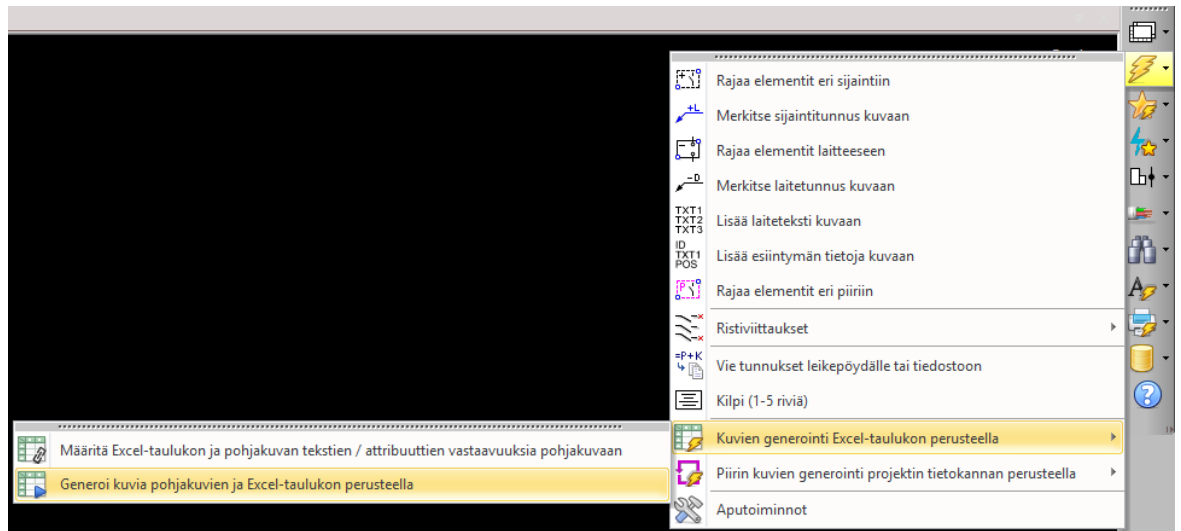 Rajaa elementit eri sijaintiin
+L
Merkitse sijaintitunnus kuvaan
Rajaa elementit laitteeseen
-D
Merkitse laitetunnus kuvaan
TXT1
TXT2
TXT3
Lisää laiteteksti kuvaan
ID
TXT1
POS
Lisää esiintymän tietoja kuvaan
P
Rajaa elementit eri piiriin
Ristiviittaukset
=P+K
Vie tunnukset leikepöydälle tai tiedostoon
Kilpi (1-5 riviä)
Kuvien generointi Excel-taulukon perusteella
Määritä Excel-taulukon ja pohjakuvan tekstien / attribuuttien vastaavuuksia pohjakuvaan
Piirin kuvien generointi projektin tietokannan perusteella
Generoi kuvia pohjakuvien ja Excel-taulukon perusteella
Aputoiminnot